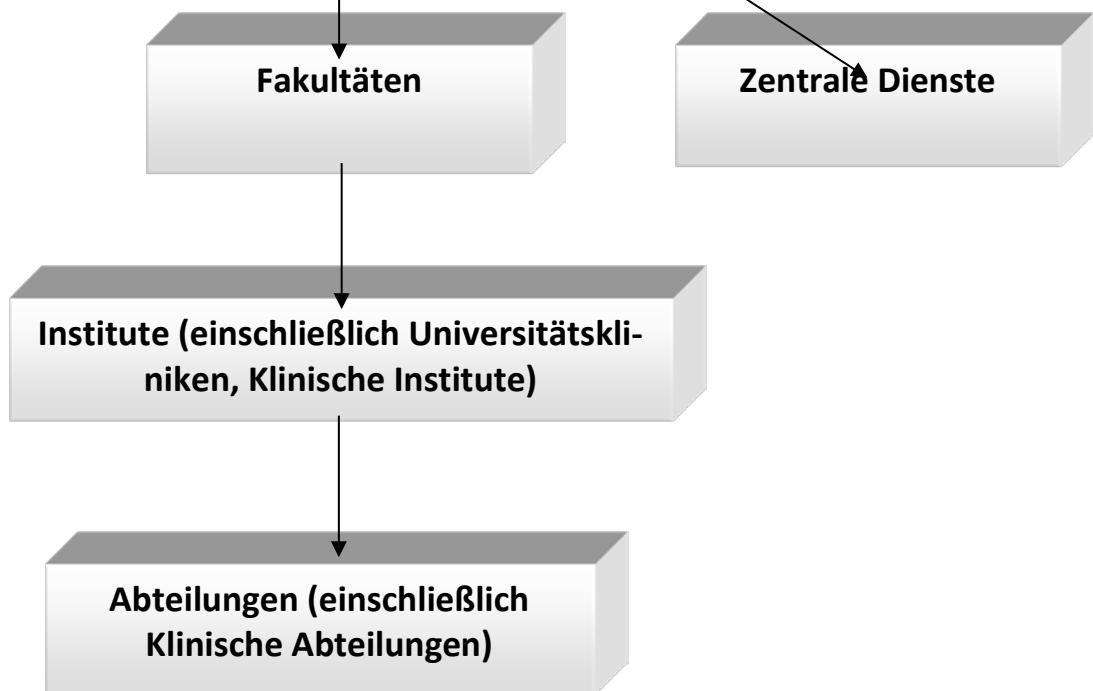 Fakultäten
Zentrale Dienste
Institute (einschließlich Universitätskli-
niken, Klinische Institute)
Abteilungen (einschließlich
Klinische Abteilungen)